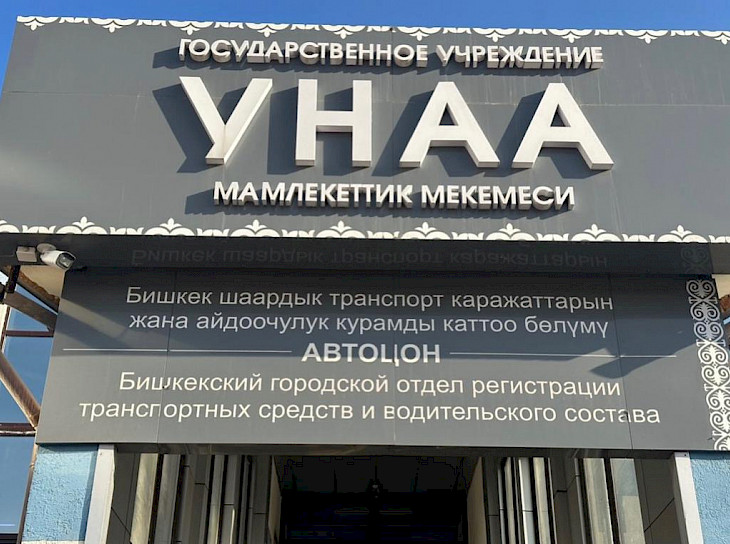 ГОСУДАРСТВЕННОЕ УЧРЕЖДЕНИЕ
УНАА
МАМЛЕКЕТТИК МЕКЕМЕСИ
Бишкек шаардык транспорт каражаттарын
жана айдоочулук курамды каттоо бөлүмү
АВТОЦОН
Бишкекский городской отдел регистрации
транспортных средств и водительского состава